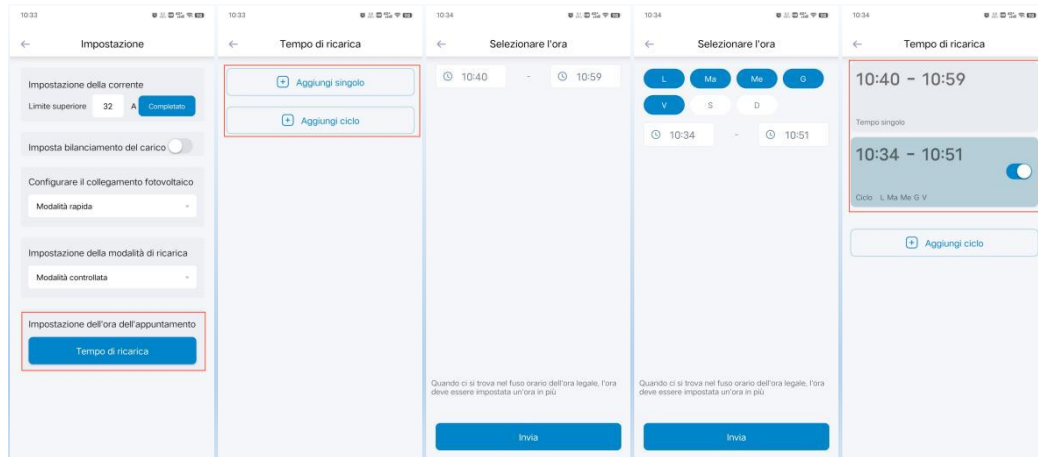 10:33
Impostazione
Impostazione della corrente
Limite superiore 32 A Completato
Imposta bilanciamento del carico
Configurare il collegamento fotovoltaico
Modalità rapida
Impostazione della modalità di ricarica
Modalità controllata
Impostazione dell'ora dell'appuntamento
Tempo di ricarica
10:33
Tempo di ricarica
Aggiungi singolo
Aggiungi ciclo
10:34
Selezionare l'ora
10:40 - 10:59
Quando ci si trova nel fuso orario dell'ora legale, l'ora
deve essere impostata un'ora in più
Invia
10:34
Selezionare l'ora
L Ma Me G
V S D
10:34 - 10:51
Quando ci si trova nel fuso orario dell'ora legale, l'ora
deve essere impostata un'ora in più
Invia
10:34
Tempo di ricarica
10:40 - 10:59
Tempo singolo
10:34 - 10:51
Ciclo L Ma Me G V
Aggiungi ciclo